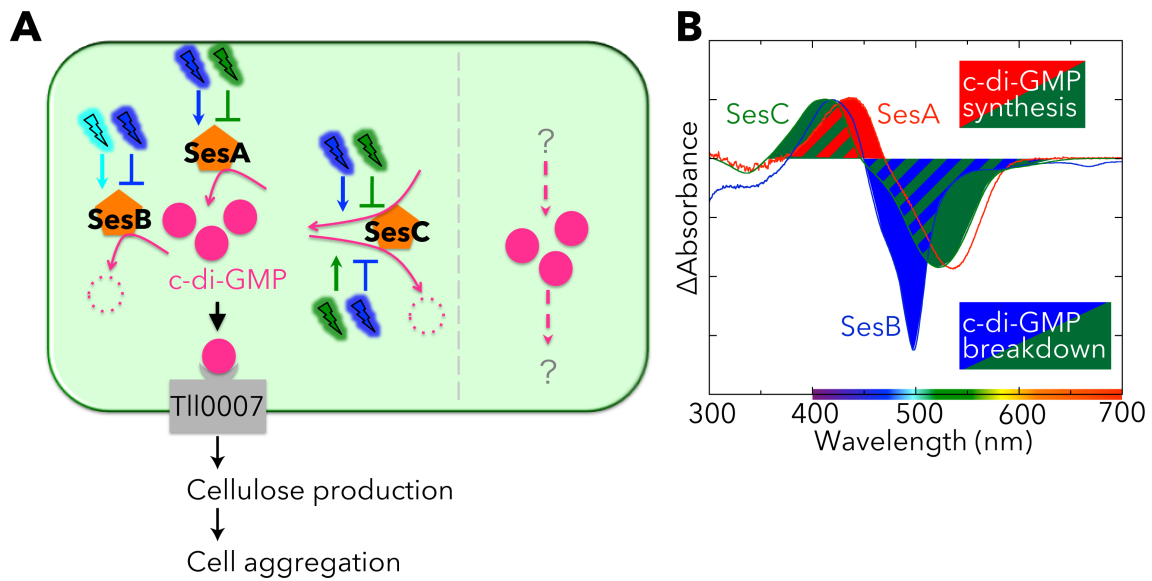 A
SesA
SesB
SesC
c-di-GMP
?
?
Tll0007
Cellulose production
Cell aggregation
B
SesC
SesA
c-di-GMP
synthesis
ΔAbsorbance
SesB
c-di-GMP
breakdown
300 400 500 600 700
Wavelength (nm)